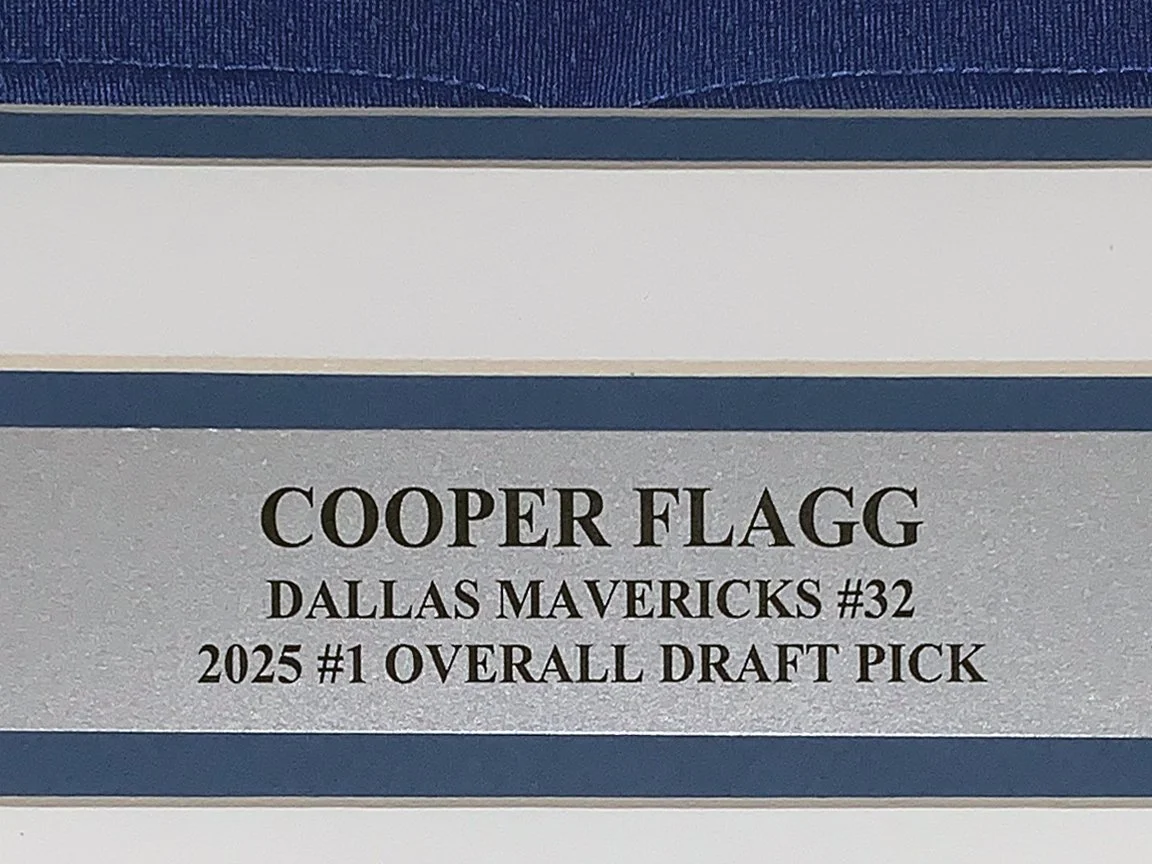 COOPER FLAGG
DALLAS MAVERICKS #32
2025 #1 OVERALL DRAFT PICK